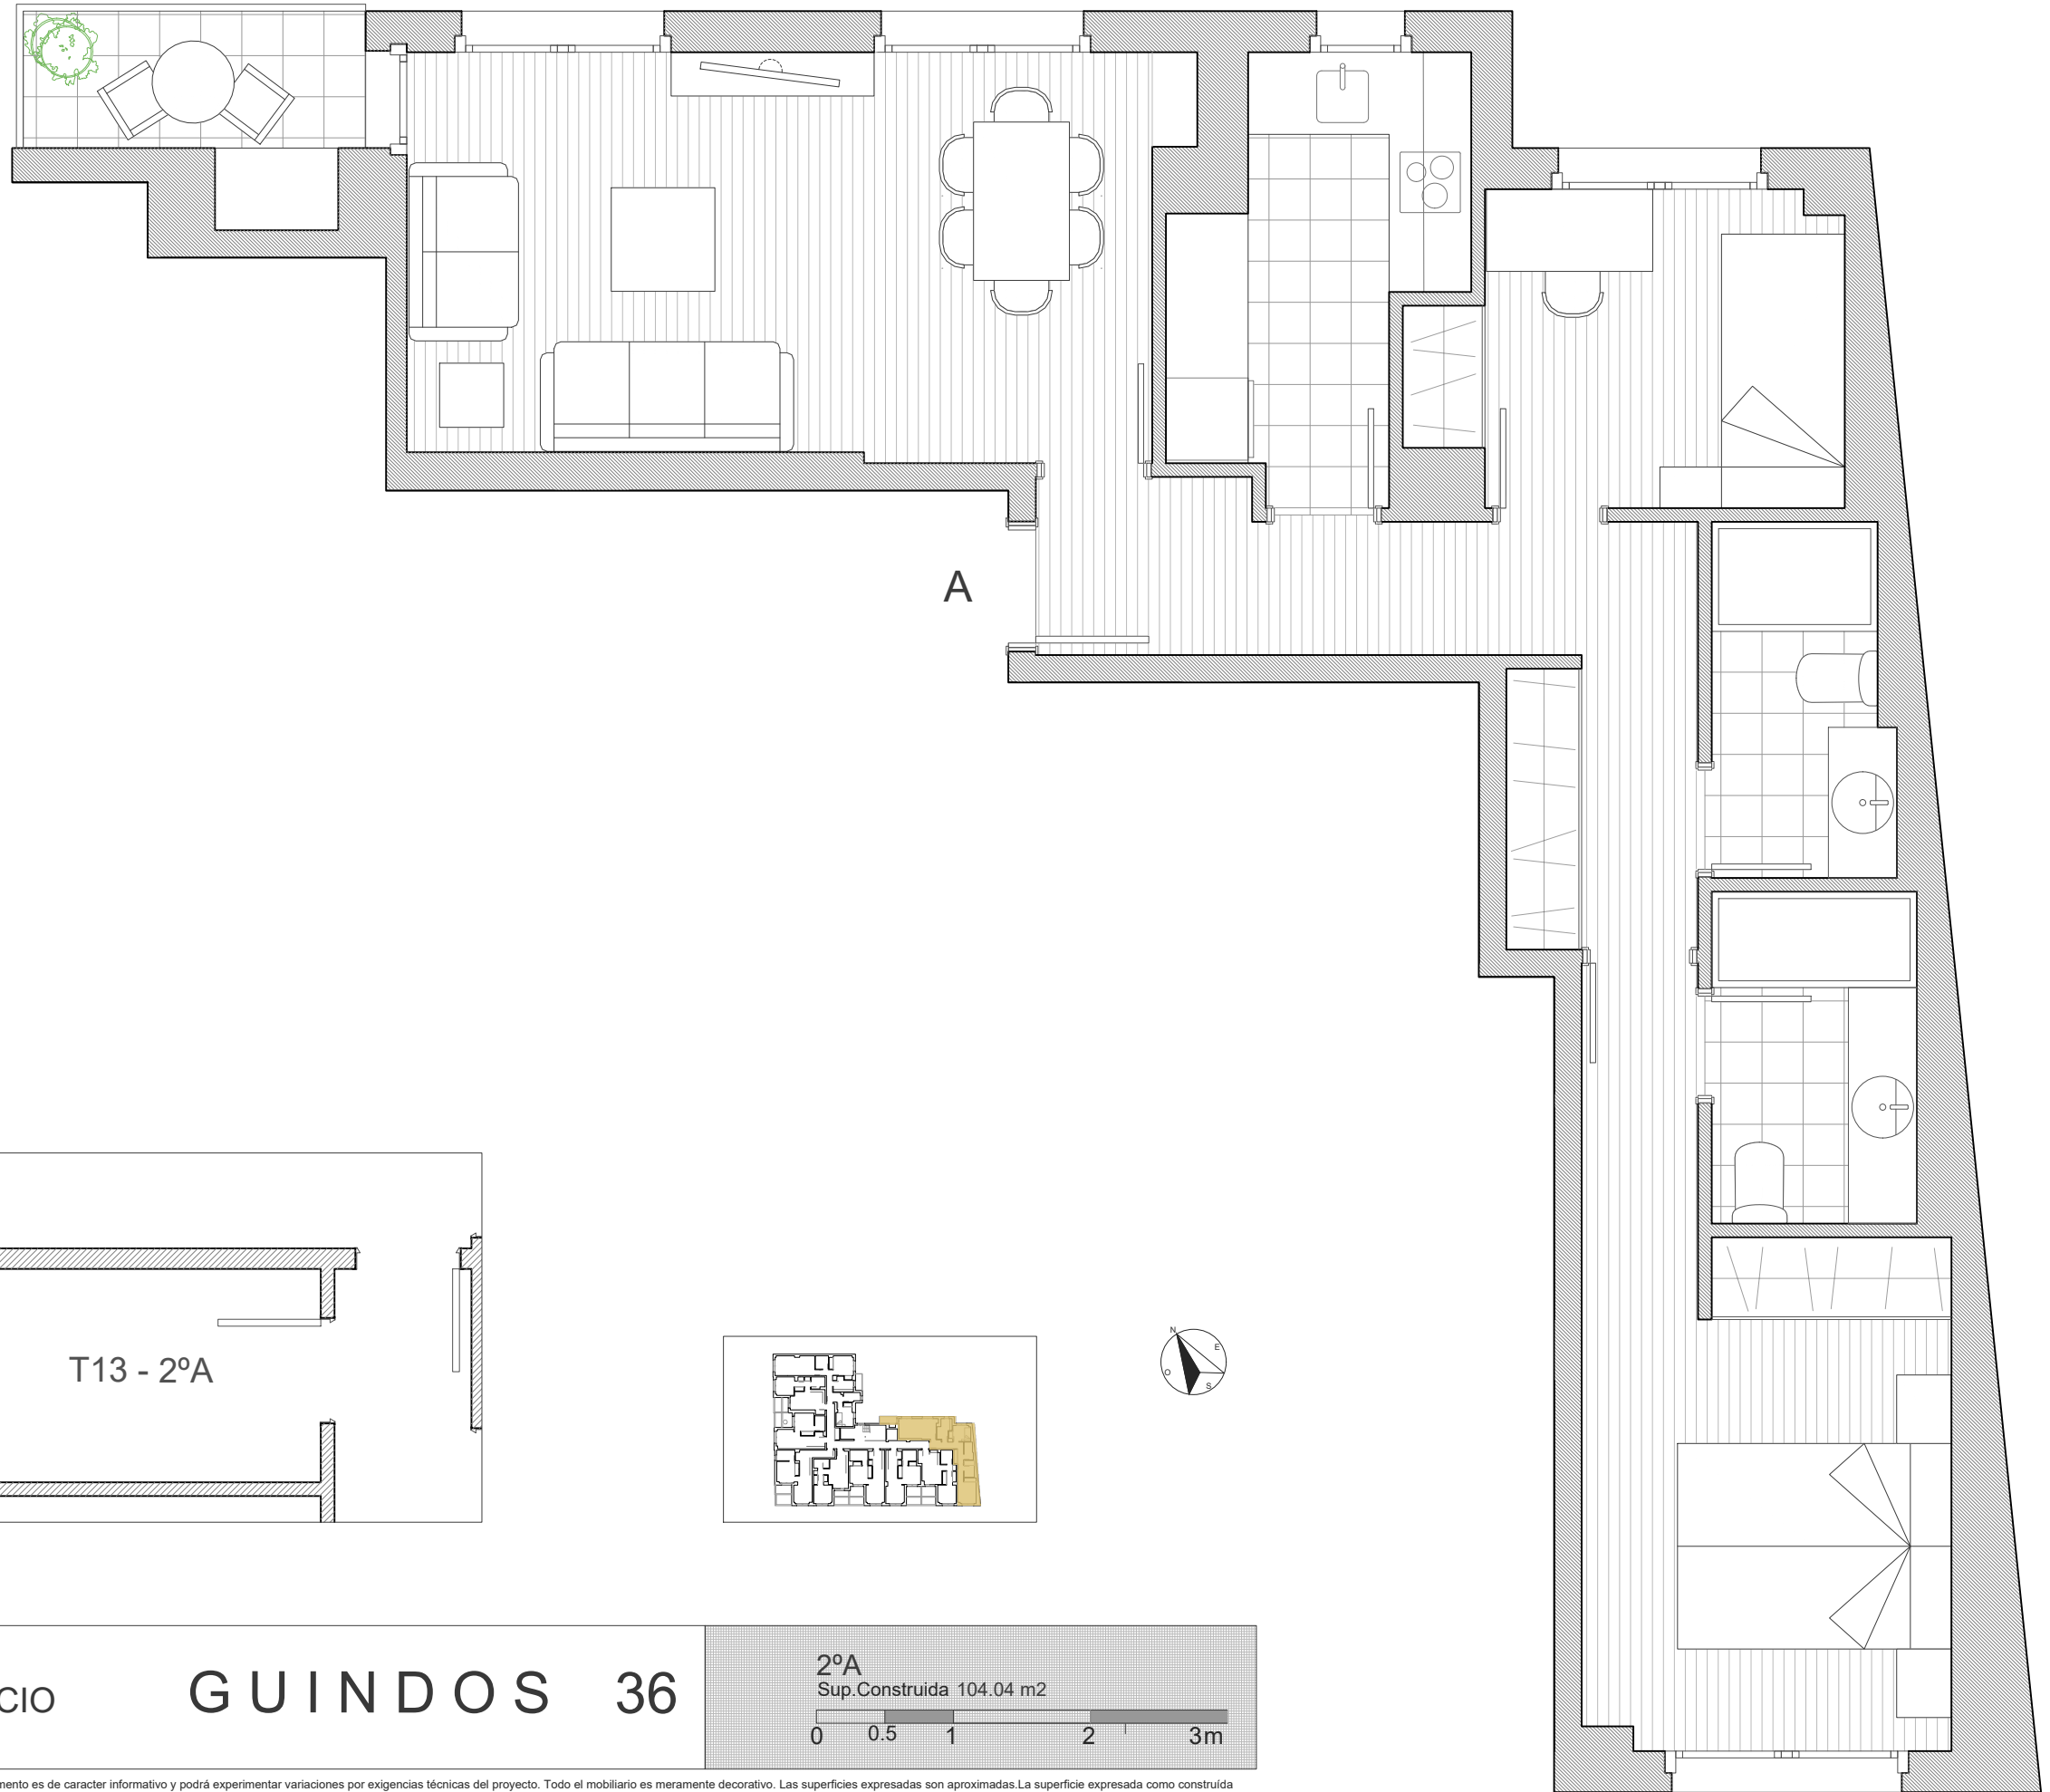 A
T13 - 2ºA
N
E
O
S
CIO
GUINDOS 36
2ºA
Sup.Construida 104.04 m2
0 0.5 1 2 3m
mento es de caracter informativo y podrá experimentar variaciones por exigencias técnicas del proyecto. Todo el mobiliario es meramente decorativo. Las superficies expresadas son aproximadas.La superficie expresada como construída